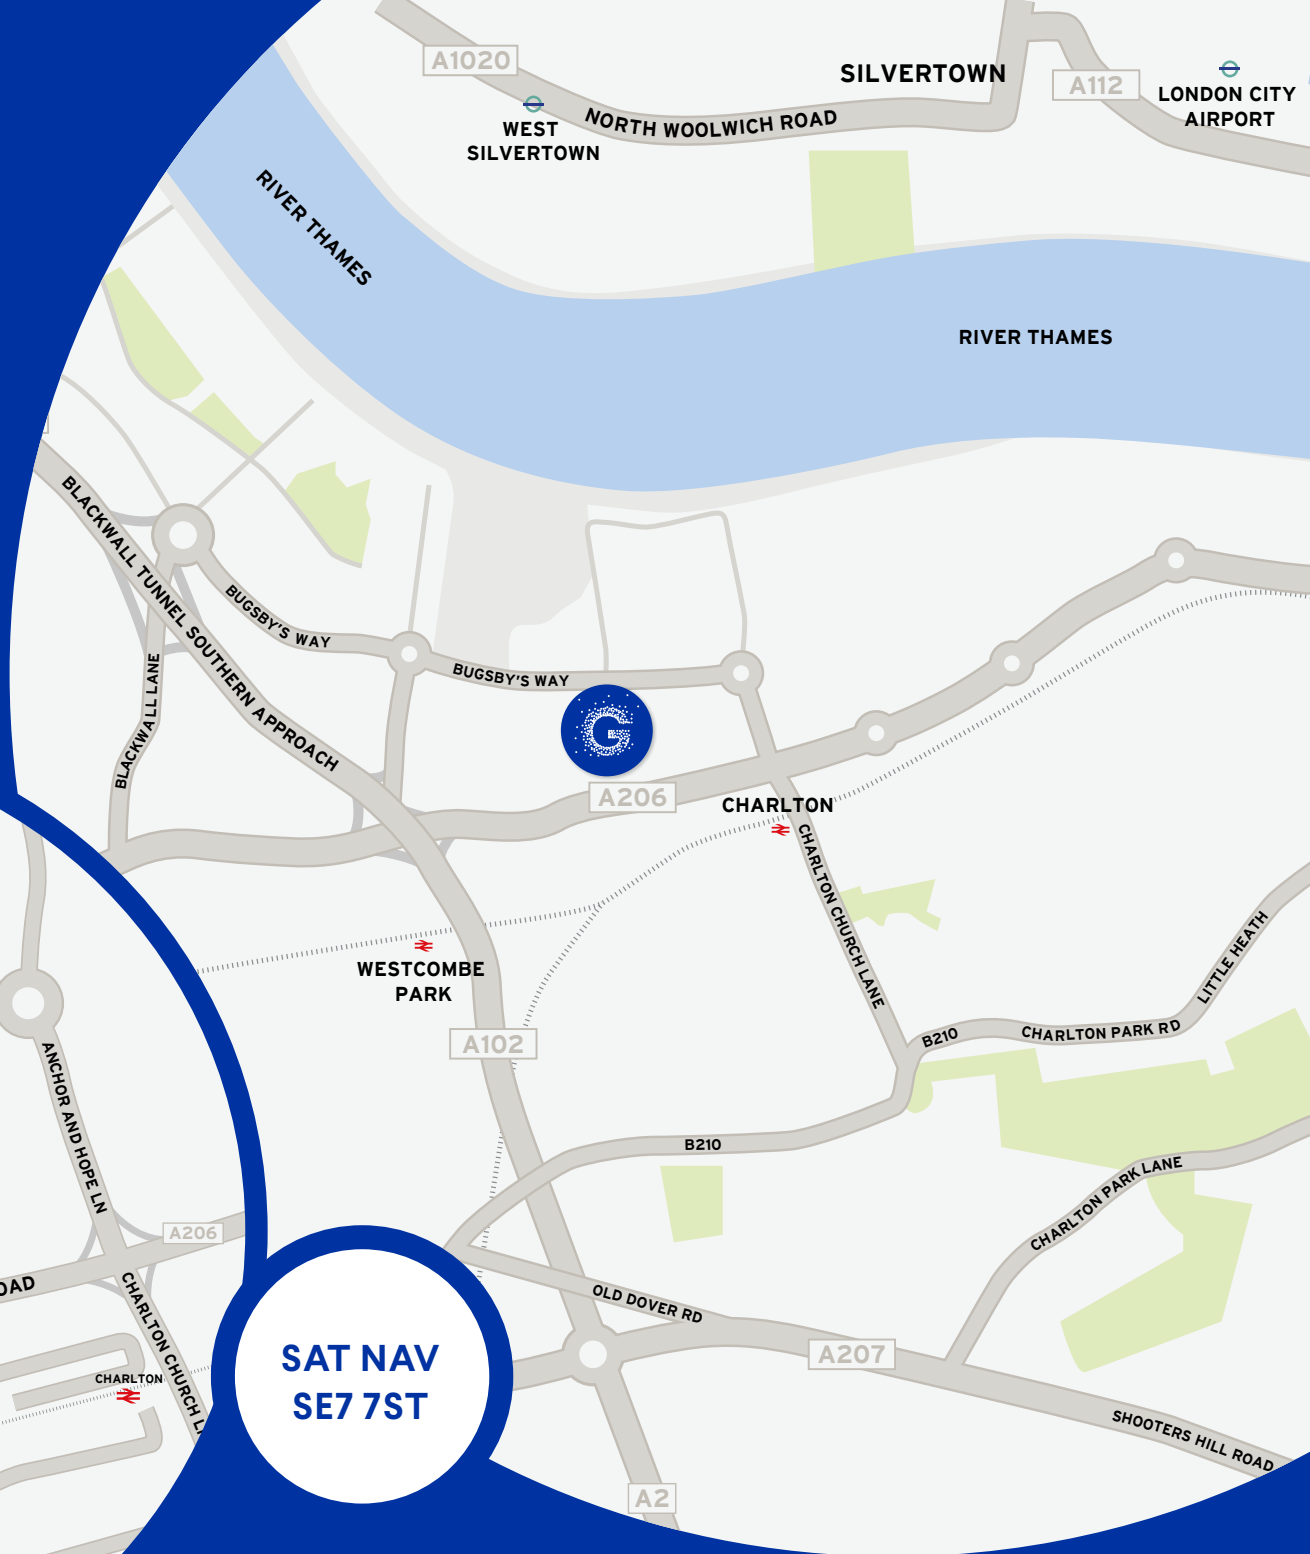 A1020
SILVERTOWN
A112
LONDON CITY
AIRPORT
WEST
SILVERTOWN
NORTH WOOLWICH ROAD
RIVER THAMES
RIVER THAMES
BLACKWALL TUNNEL SOUTHERN APPROACH
BUGSBY'S WAY
BUGSBY'S WAY
BLACKWALL LANE
G
A206
CHARLTON
CHARLTON CHURCH LANE
WESTCOMBE
PARK
LITTLE HEATH
B210
CHARLTON PARK RD
A102
ANCHOR AND HOPE LN
B210
CHARLTON PARK LANE
A206
OAD
CHARLTON CHURCH L
OLD DOVER RD
A207
SAT NAV
SE7 7ST
CHARLTON
SHOOTERS HILL ROAD
A2